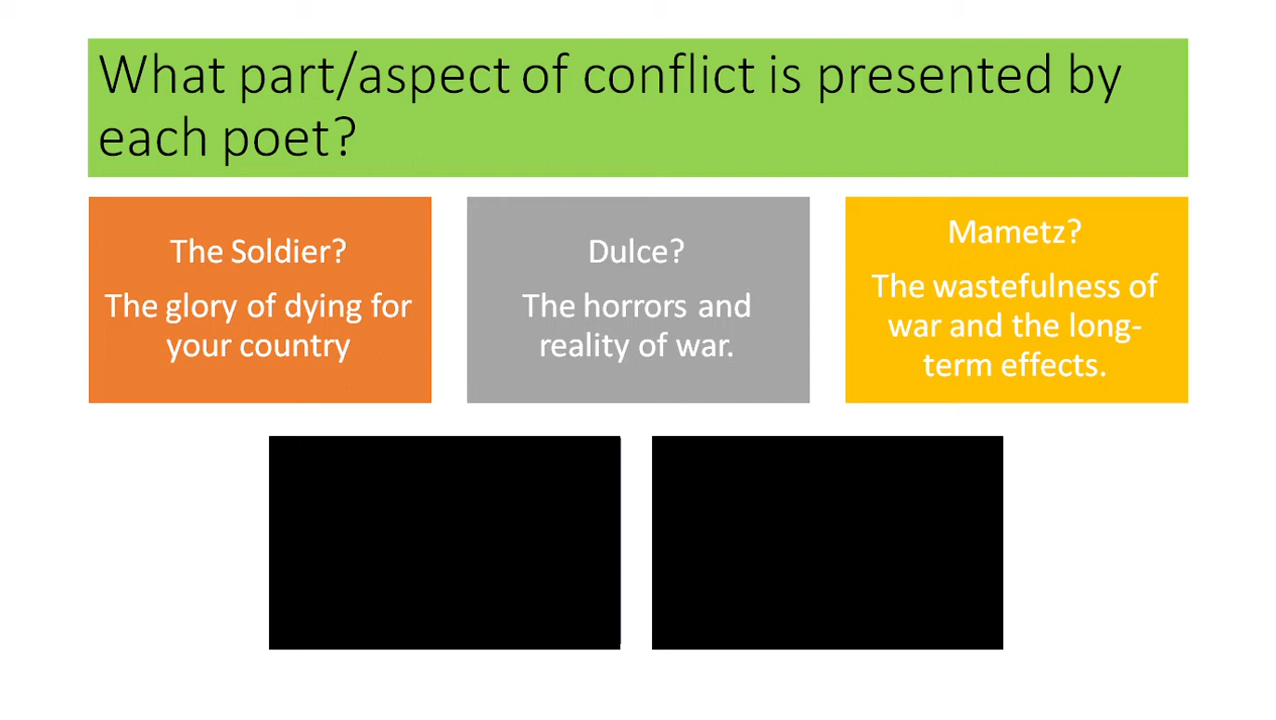 What part/aspect of conflict is presented by
each poet?
The Soldier?
The glory of dying for
your country
Dulce?
The horrors and
reality of war.
Mametz?
The wastefulness of
war and the long-
term effects.